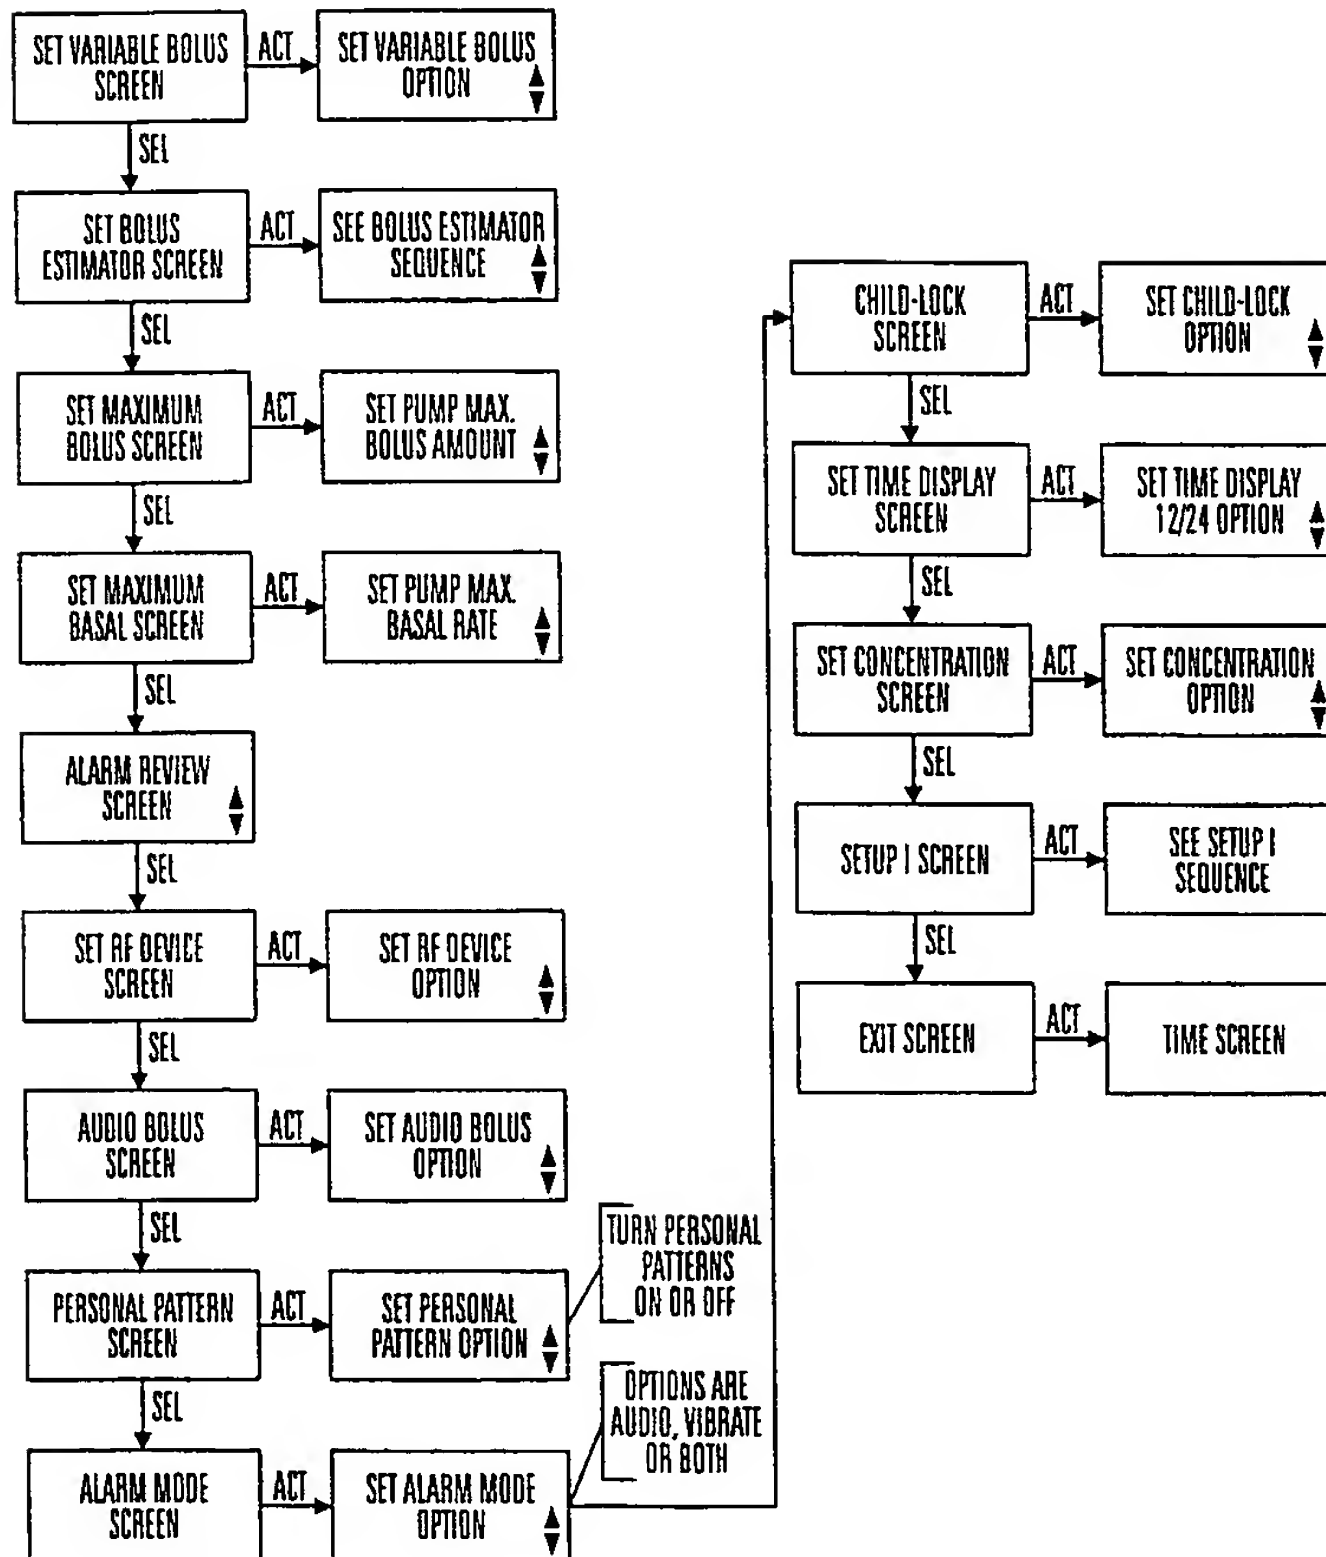 SET VARIABLE BOLUS
SCREEN
ACT
SET VARIABLE BOLUS
OPTION
SEL
SET BOLUS
ESTIMATOR SCREEN
ACT
SEE BOLUS ESTIMATOR
SEQUENCE
SEL
SET MAXIMUM
BOLUS SCREEN
ACT
SET PUMP MAX.
BOLUS AMOUNT
SEL
SET MAXIMUM
BASAL SCREEN
ACT
SET PUMP MAX.
BASAL RATE
SEL
ALARM REVIEW
SCREEN
SEL
SET RF DEVICE
SCREEN
ACT
SET RF DEVICE
OPTION
SEL
AUDIO BOLUS
SCREEN
ACT
SET AUDIO BOLUS
OPTION
SEL
PERSONAL PATTERN
SCREEN
ACT
SET PERSONAL
PATTERN OPTION
TURN PERSONAL
PATTERNS
ON OR OFF
SEL
ALARM MODE
SCREEN
ACT
SET ALARM MODE
OPTION
OPTIONS ARE
AUDIO, VIBRATE
OR BOTH
CHILD-LOCK
SCREEN
ACT
SET CHILD-LOCK
OPTION
SEL
SET TIME DISPLAY
SCREEN
ACT
SET TIME DISPLAY
12/24 OPTION
SEL
SET CONCENTRATION
SCREEN
ACT
SET CONCENTRATION
OPTION
SEL
SETUP I SCREEN
ACT
SEE SETUP I
SEQUENCE
SEL
EXIT SCREEN
ACT
TIME SCREEN